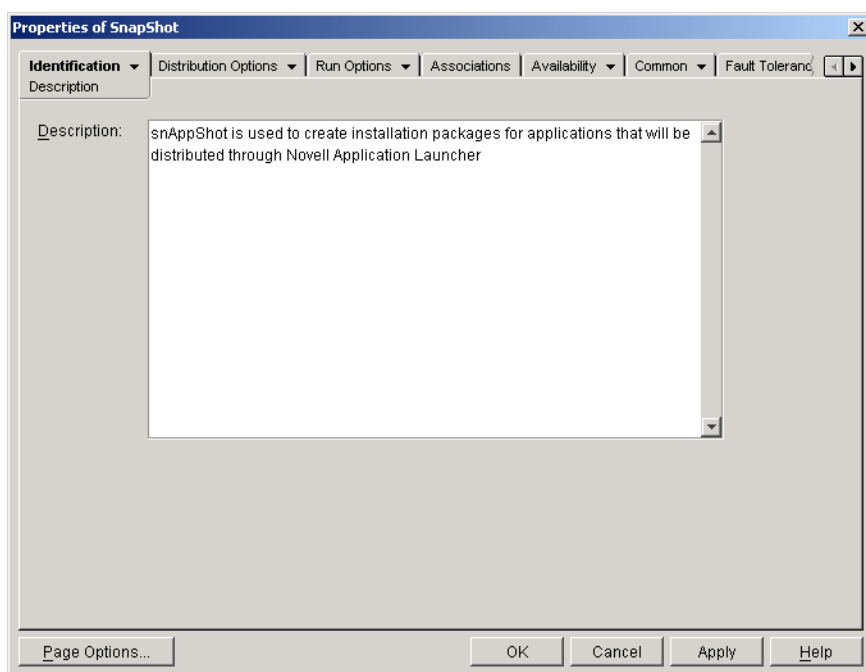 Properties of SnapShot
Identification Distribution Options Run Options Associations Availability Common Fault Toleranc
Description
Description: snAppShot is used to create installation packages for applications that will be
distributed through Novell Application Launcher
Page Options... OK Cancel Apply Help